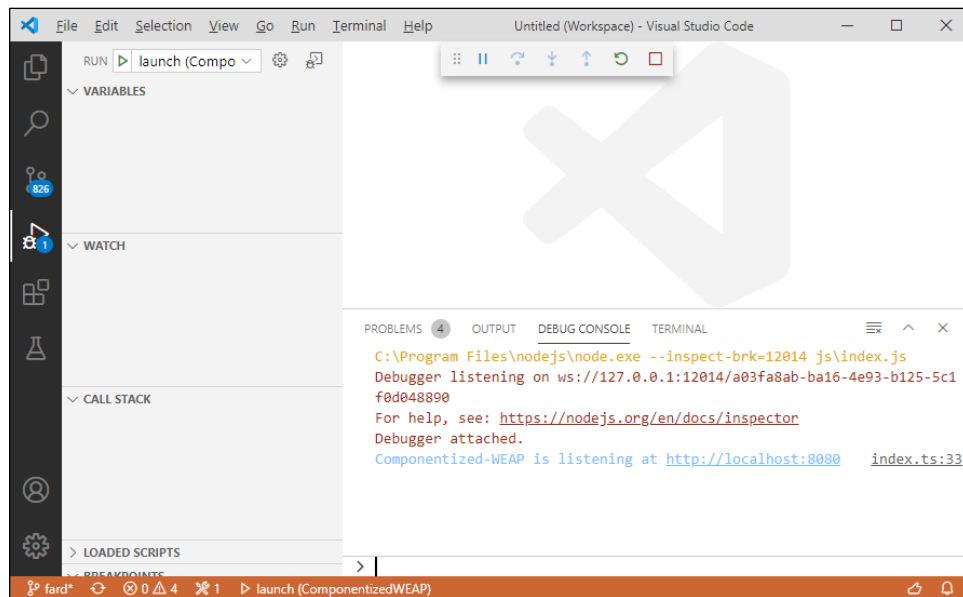 File Edit Selection View Go Run Terminal Help Untitled (Workspace) - Visual Studio Code
RUN launch (Compo
VARIABLES
826
1
WATCH
CALL STACK
LOADED SCRIPTS
BREAKPOINTS
PROBLEMS 4 OUTPUT DEBUG CONSOLE TERMINAL
C:\Program Files\nodejs\node.exe --inspect-brk=12014 js\index.js
Debugger listening on ws://127.0.0.1:12014/a03fa8ab-ba16-4e93-b125-5c1
f0d048890
For help, see: https://nodejs.org/en/docs/inspector
Debugger attached.
Componentized-WEAP is listening at http://localhost:8080 index.ts:33
>
fard* 0 4 1 launch (ComponentizedWEAP)